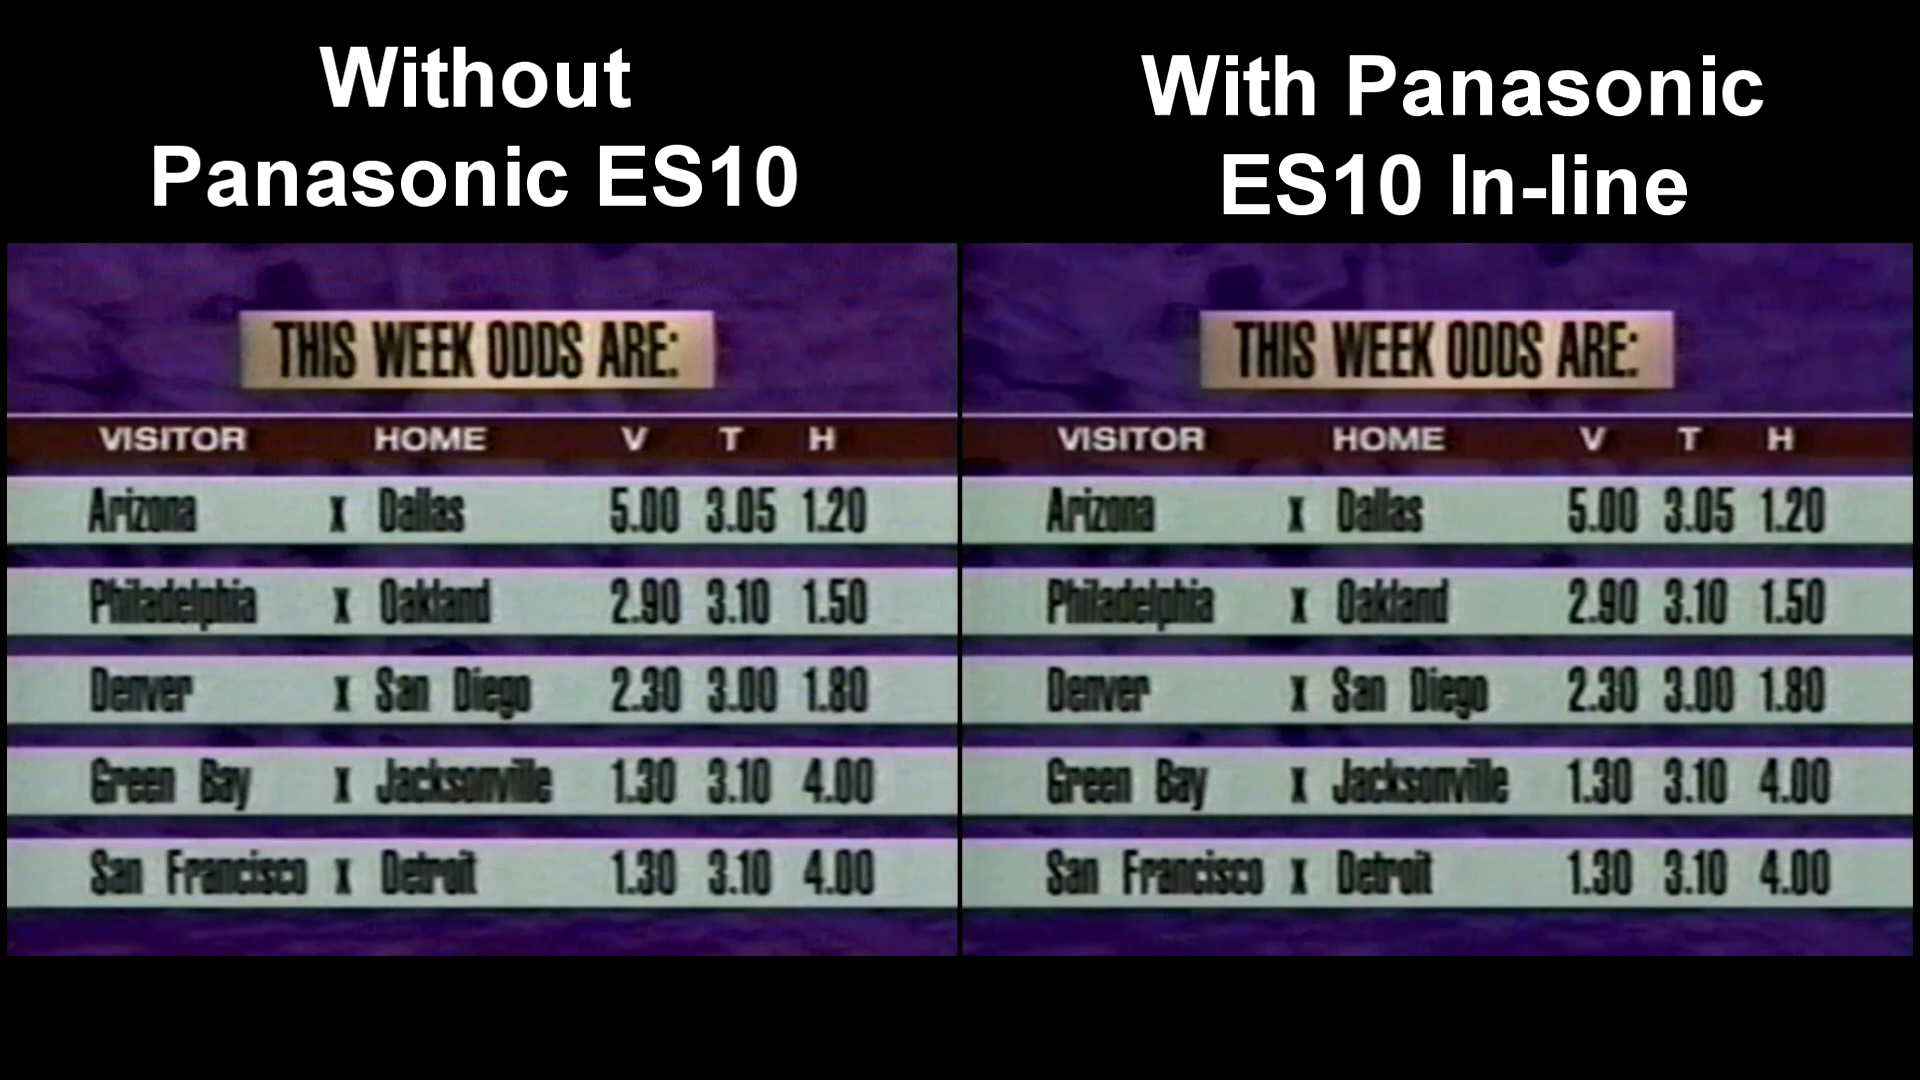 Without
Panasonic ES10
THIS WEEK ODDS ARE:
VISITOR HOME V T H
Arizona x Dallas 5.00 3.05 1.20
Philadelphia x Oakland 2.90 3.10 1.50
Denver x San Diego 2.30 3.00 1.80
Green Bay x Jacksonville 1.30 3.10 4.00
San Francisco x Detroit 1.30 3.10 4.00
With Panasonic
ES10 In-line
THIS WEEK ODDS ARE:
VISITOR HOME V T H
Arizona x Dallas 5.00 3.05 1.20
Philadelphia x Oakland 2.90 3.10 1.50
Denver x San Diego 2.30 3.00 1.80
Green Bay x Jacksonville 1.30 3.10 4.00
San Francisco x Detroit 1.30 3.10 4.00